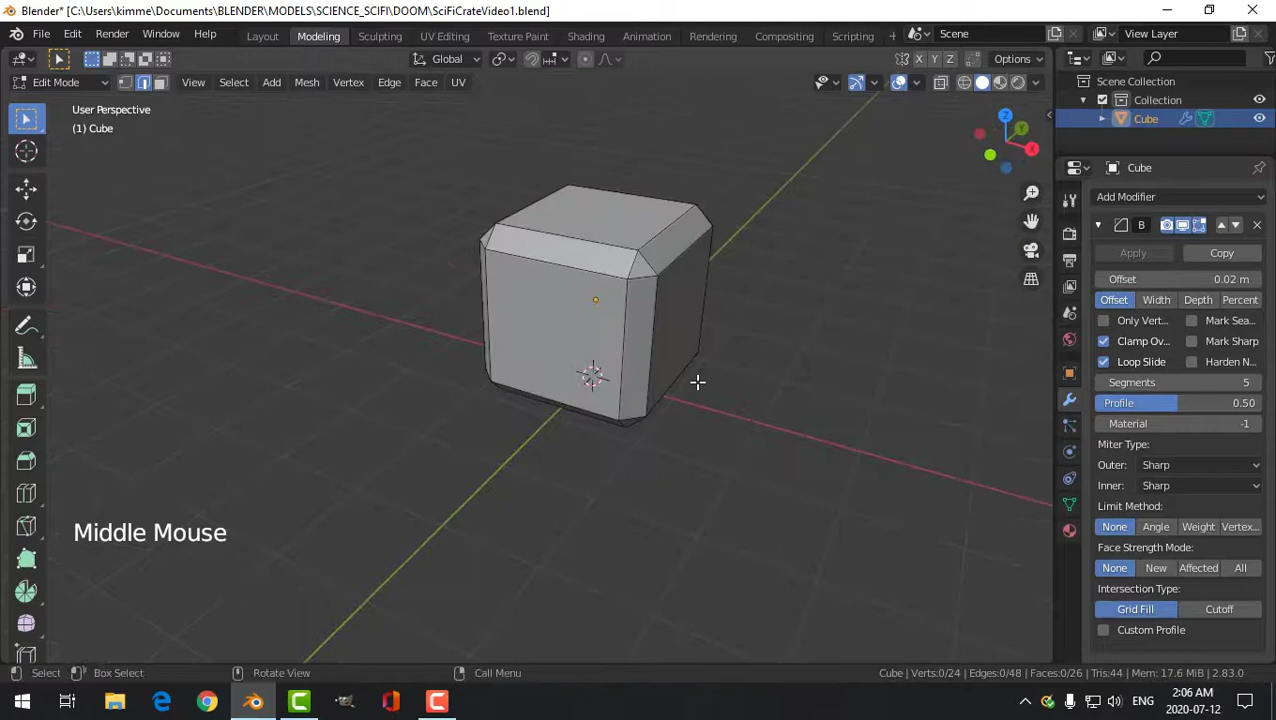 Blender* [C:\Users\kimme\Documents\BLENDER\MODELS\SCIENCE_SCIFI\DOOM\SciFiCrateVideo1.blend]
File Edit Render Window Help Layout Modeling Sculpting UV Editing Texture Paint Shading Animation Rendering Compositing Scripting + Scene View Layer
Global X Y Z Options
Edit Mode View Select Add Mesh Vertex Edge Face UV
Scene Collection
Collection
Cube
User Perspective
(1) Cube
Z
Y
X
Cube
Add Modifier
B
Apply Copy
Offset 0.02 m
Offset Width Depth Percent
Only Vert.. Mark Sea..
Clamp Ov.. Mark Sharp
Loop Slide Harden N...
Segments 5
Profile 0.50
Material -1
Miter Type:
Outer: Sharp
Inner: Sharp
Limit Method:
None Angle Weight Vertex...
Face Strength Mode:
None New Affected All
Intersection Type:
Grid Fill Cutoff
Custom Profile
Middle Mouse
Select Box Select Rotate View Call Menu Cube | Verts:0/24 | Edges:0/48 | Faces:0/26 | Tris:44 | Mem: 17.6 MiB | 2.83.0
ENG 2:06 AM
2020-07-12